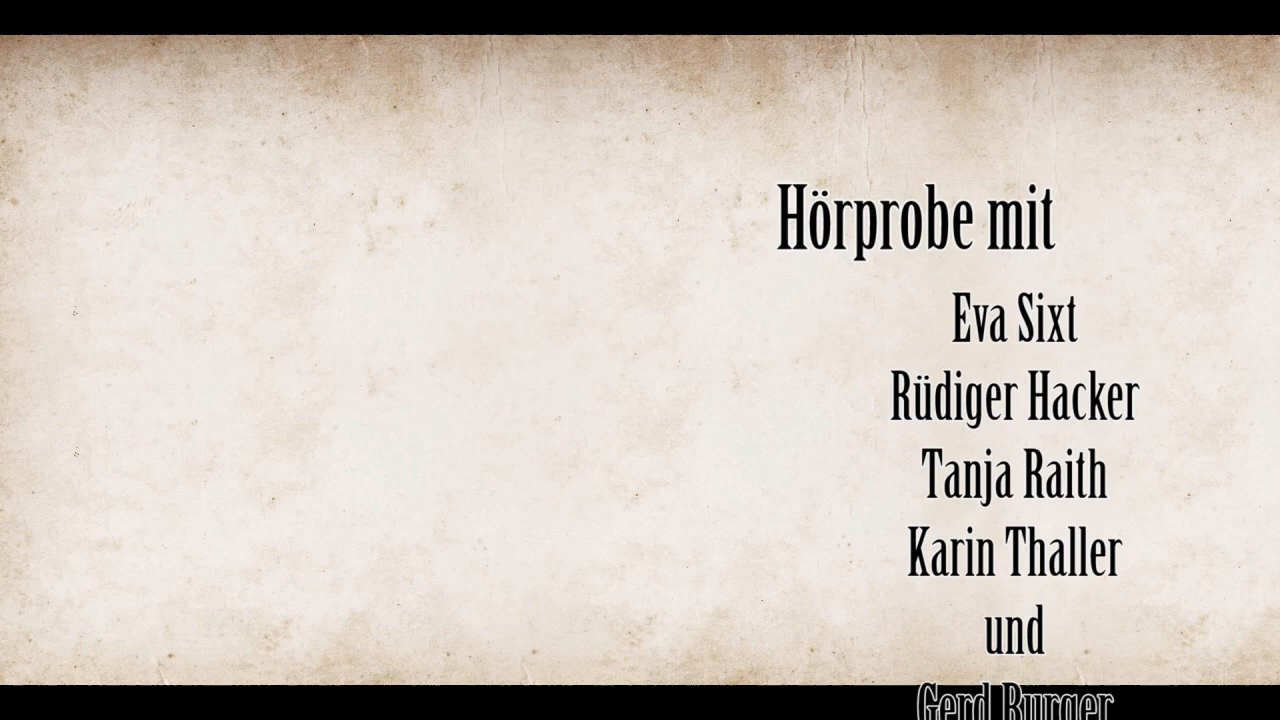 Hörprobe mit
Eva Sixt
Rüdiger Hacker
Tanja Raith
Karin Thaller
und
Gerd Burger